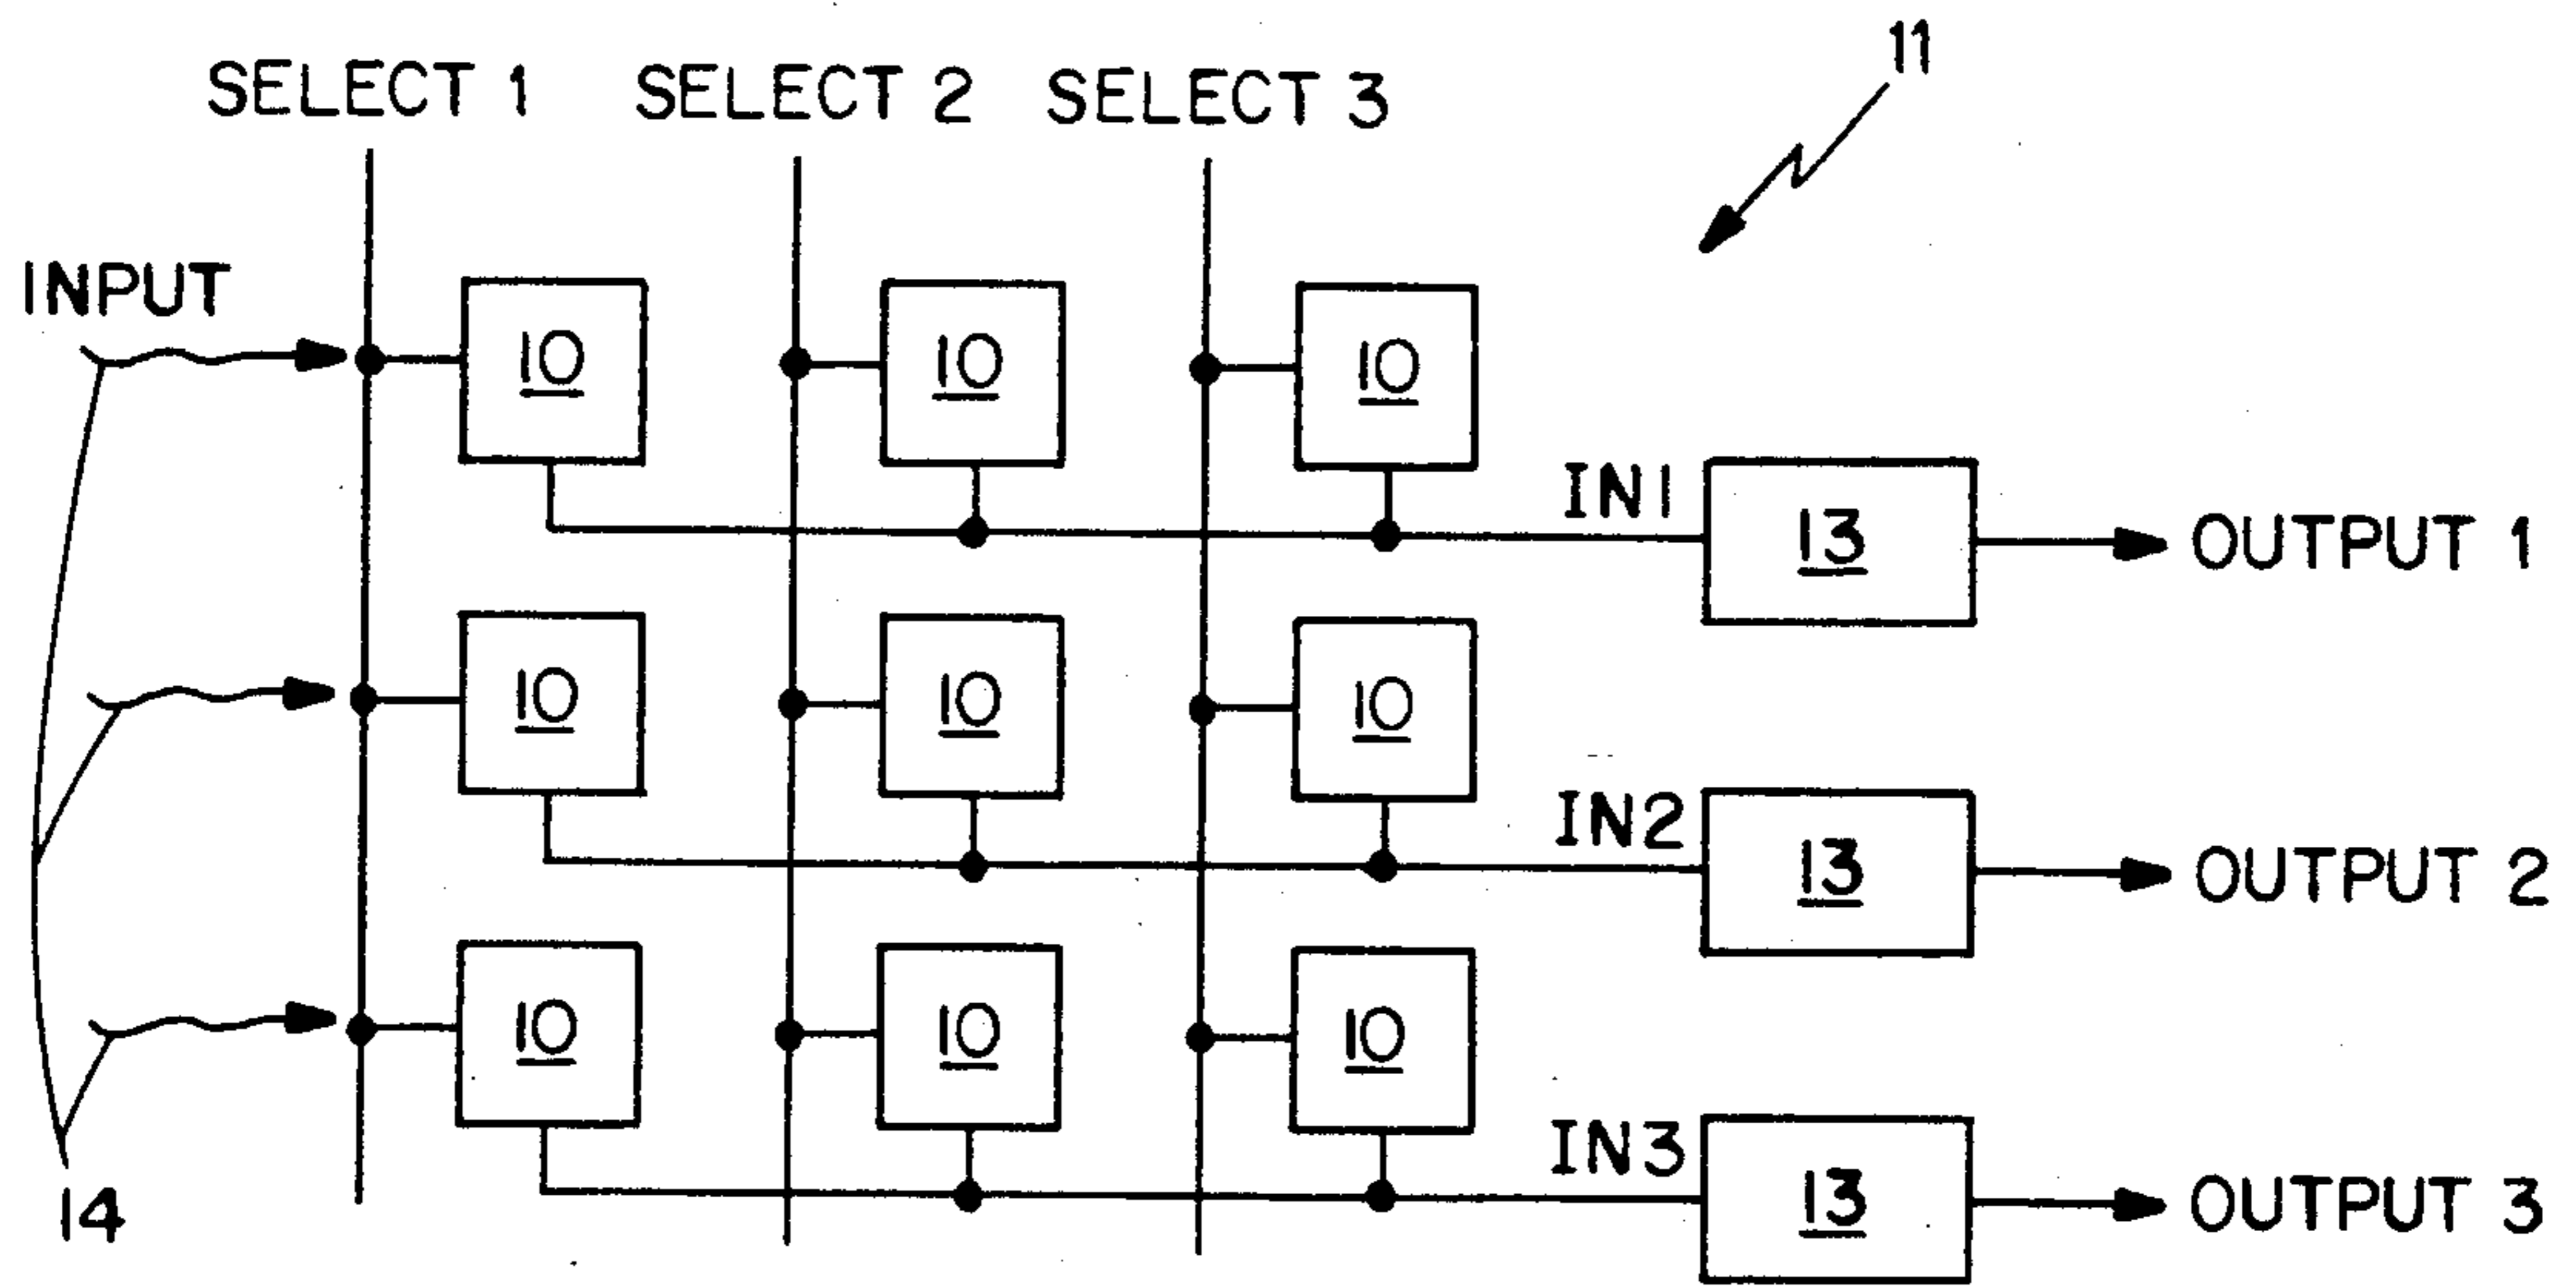 11
SELECT 1 SELECT 2 SELECT 3
INPUT
10 10 10
IN1
13 OUTPUT 1
10 10 10
IN2
13 OUTPUT 2
10 10 10
IN3
13 OUTPUT 3
14